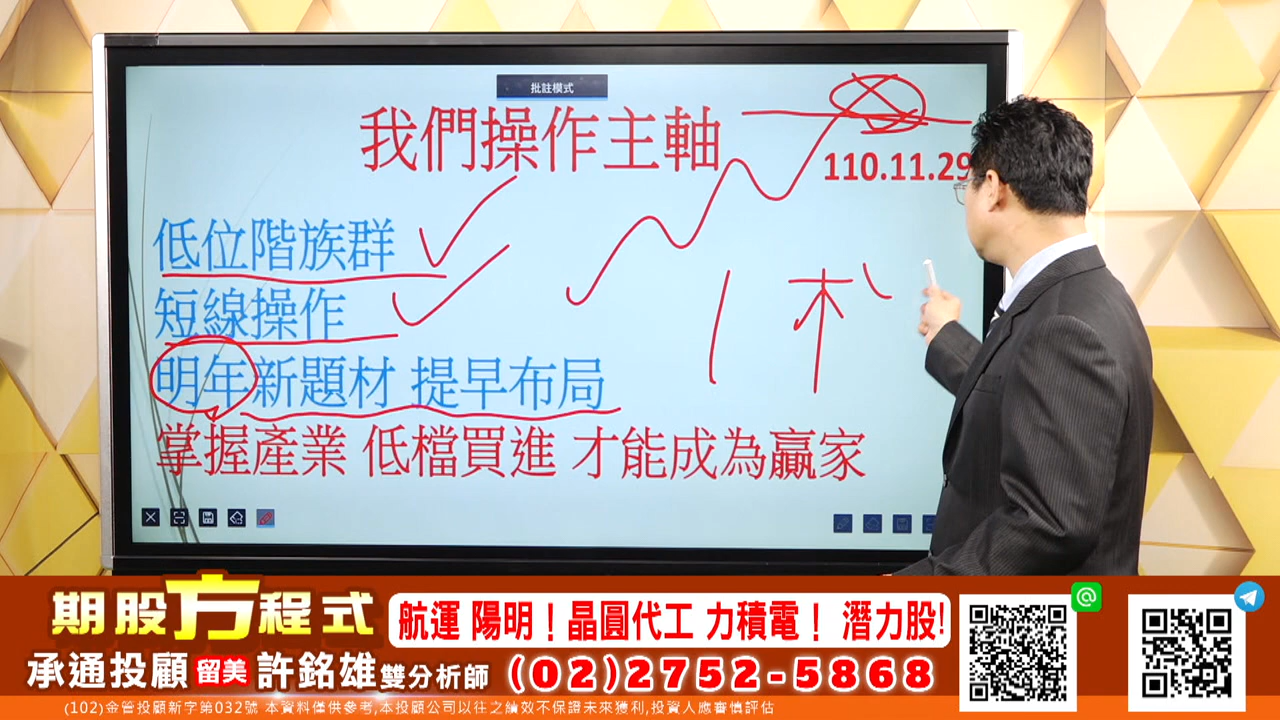 批註模式
我們操作主軸
110.11.29
低位階族群
短線操作
明年新題材 提早布局
掌握產業 低檔買進 才能成為贏家
期股方程式
航運 陽明!晶圓代工 力積電! 潛力股!
承通投顧 留美 許銘雄 雙分析師 (02)2752-5868
(102)金管投顧新字第032號 本資料僅供參考,本投顧公司以往之績效不保證未來獲利,投資人應審慎評估